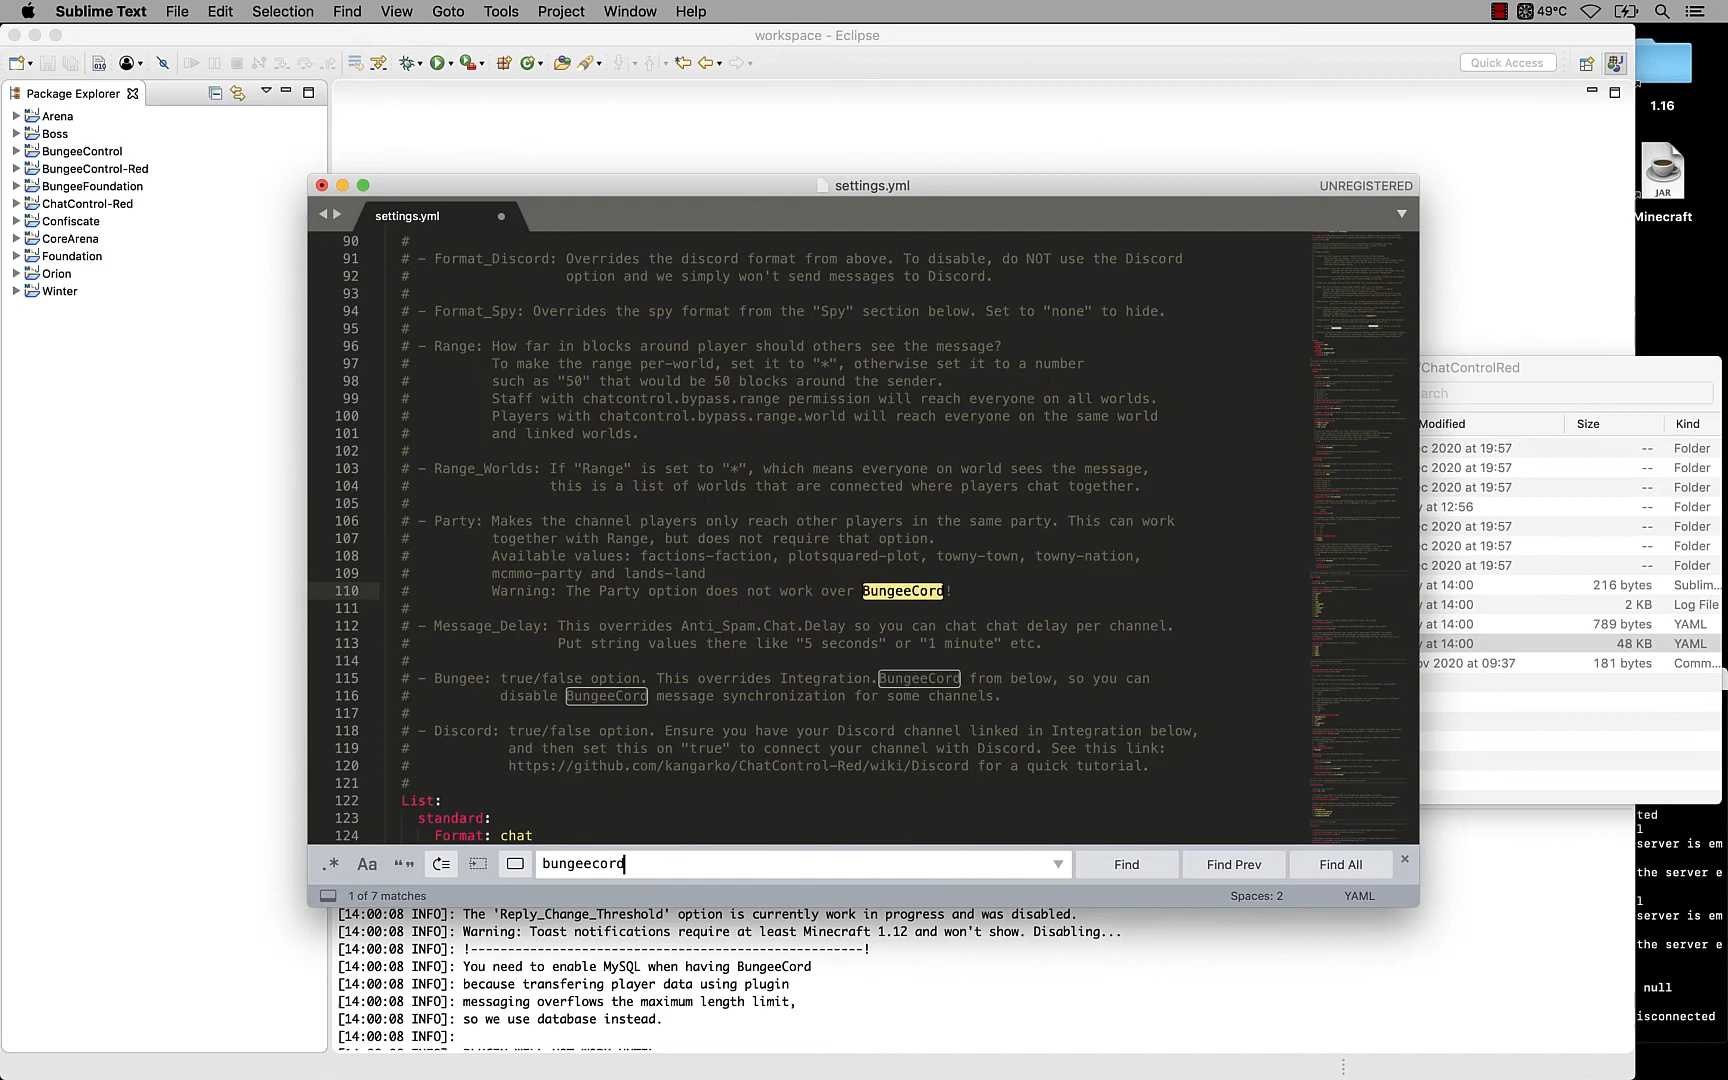 Sublime Text File Edit Selection Find View Goto Tools Project Window Help 49°C
workspace - Eclipse
Quick Access
Package Explorer
Arena
Boss
BungeeControl
BungeeControl-Red
BungeeFoundation
ChatControl-Red
Confiscate
CoreArena
Foundation
Orion
Winter
1.16
JAR
Minecraft
settings.yml UNREGISTERED
settings.yml
90 #
91 # - Format_Discord: Overrides the discord format from above. To disable, do NOT use the Discord
92 # option and we simply won't send messages to Discord.
93 #
94 # - Format_Spy: Overrides the spy format from the "Spy" section below. Set to "none" to hide.
95 #
96 # - Range: How far in blocks around player should others see the message?
97 # To make the range per-world, set it to "*", otherwise set it to a number
98 # such as "50" that would be 50 blocks around the sender.
99 # Staff with chatcontrol.bypass.range permission will reach everyone on all worlds.
100 # Players with chatcontrol.bypass.range.world will reach everyone on the same world
101 # and linked worlds.
102 #
103 # - Range_Worlds: If "Range" is set to "*", which means everyone on world sees the message,
104 # this is a list of worlds that are connected where players chat together.
105 #
106 # - Party: Makes the channel players only reach other players in the same party. This can work
107 # together with Range, but does not require that option.
108 # Available values: factions-faction, plotsquared-plot, towny-town, towny-nation,
109 # mcmmo-party and lands-land
110 # Warning: The Party option does not work over BungeeCord!
111 #
112 # - Message_Delay: This overrides Anti_Spam.Chat.Delay so you can chat chat delay per channel.
113 # Put string values there like "5 seconds" or "1 minute" etc.
114 #
115 # - Bungee: true/false option. This overrides Integration.BungeeCord from below, so you can
116 # disable BungeeCord message synchronization for some channels.
117 #
118 # - Discord: true/false option. Ensure you have your Discord channel linked in Integration below,
119 # and then set this on "true" to connect your channel with Discord. See this link:
120 # https://github.com/kangarko/ChatControl-Red/wiki/Discord for a quick tutorial.
121 #
122 List:
123 standard:
124 Format: chat
.* Aa “” bungeecord Find Find Prev Find All
1 of 7 matches Spaces: 2 YAML
ChatControlRed
arch
Modified Size Kind
c 2020 at 19:57 -- Folder
c 2020 at 19:57 -- Folder
c 2020 at 19:57 -- Folder
y at 12:56 -- Folder
c 2020 at 19:57 -- Folder
c 2020 at 19:57 -- Folder
c 2020 at 19:57 -- Folder
y at 14:00 216 bytes Sublim...
y at 14:00 2 KB Log File
y at 14:00 789 bytes YAML
y at 14:00 48 KB YAML
ov 2020 at 09:37 181 bytes Comm...
ted
l
server is em
the server e
l
server is em
the server e
null
isconnected
[14:00:08 INFO]: The 'Reply_Change_Threshold' option is currently work in progress and was disabled.
[14:00:08 INFO]: Warning: Toast notifications require at least Minecraft 1.12 and won't show. Disabling...
[14:00:08 INFO]: !-----------------------------------------------------!
[14:00:08 INFO]: You need to enable MySQL when having BungeeCord
[14:00:08 INFO]: because transfering player data using plugin
[14:00:08 INFO]: messaging overflows the maximum length limit,
[14:00:08 INFO]: so we use database instead.
[14:00:08 INFO]: